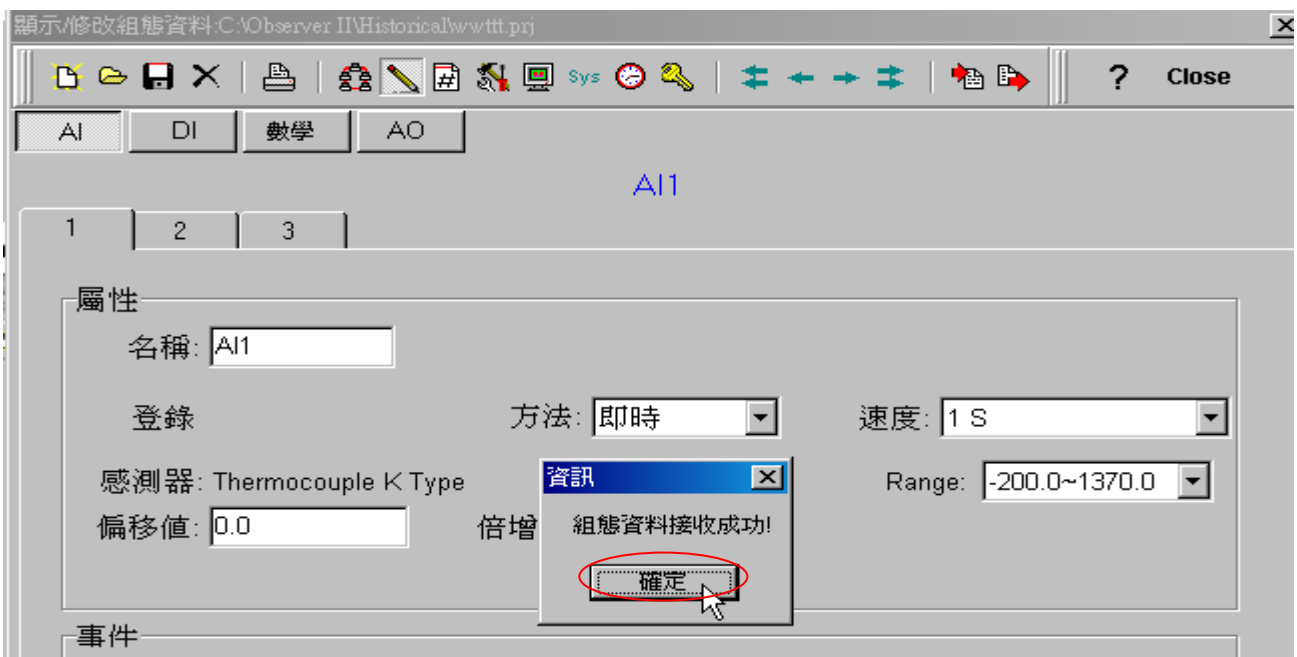 顯示/修改組態資料:C:\Observer II\Historical\wwttt.prj
Sys ? Close
AI DI 數學 AO
AI1
1 2 3
屬性
名稱: AI1
登錄 方法: 即時 速度: 1 S
感測器: Thermocouple K Type Range: -200.0~1370.0
偏移值: 0.0 倍增
資訊
組態資料接收成功!
確定
事件